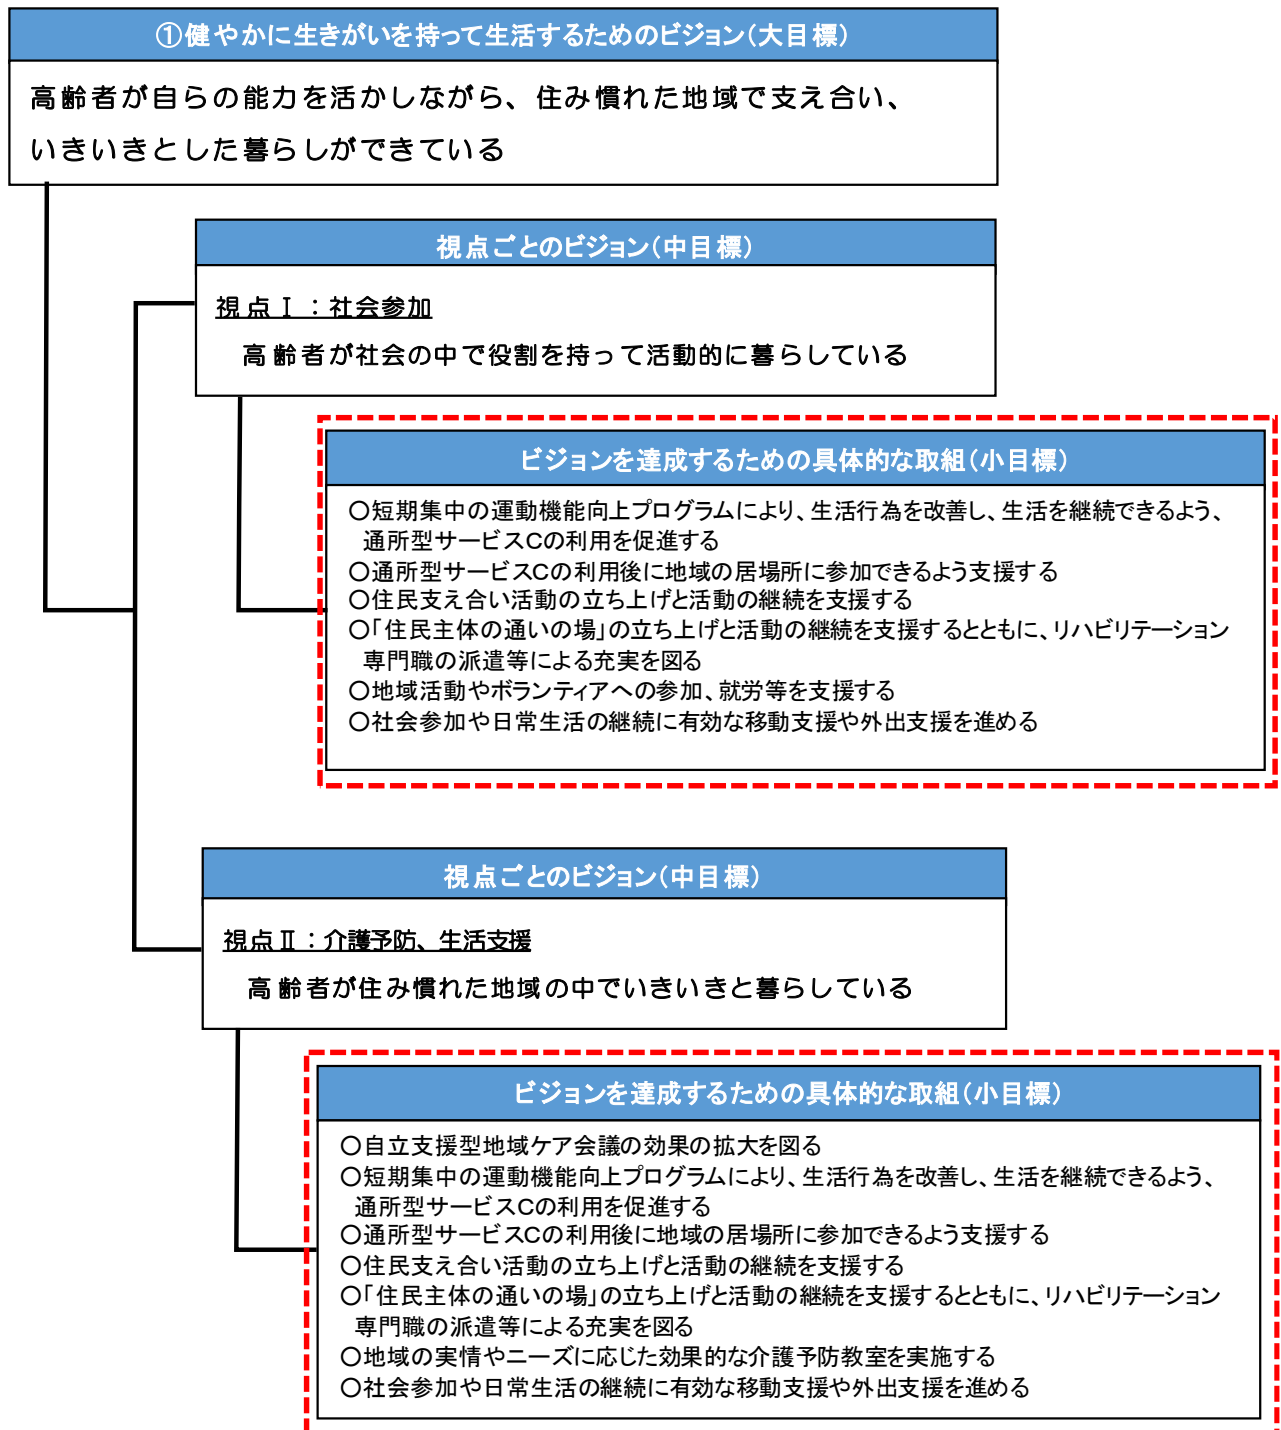 ①健やかに生きがいを持って生活するためのビジョン（大目標）
高齢者が自らの能力を活かしながら、住み慣れた地域で支え合い、
いきいきとした暮らしができている
視点ごとのビジョン（中目標）
視点Ⅰ：社会参加
高齢者が社会の中で役割を持って活動的に暮らしている
ビジョンを達成するための具体的な取組（小目標）
○短期集中の運動機能向上プログラムにより、生活行為を改善し、生活を継続できるよう、
通所型サービスCの利用を促進する
○通所型サービスCの利用後に地域の居場所に参加できるよう支援する
○住民支え合い活動の立ち上げと活動の継続を支援する
○「住民主体の通いの場」の立ち上げと活動の継続を支援するとともに、リハビリテーション
専門職の派遣等による充実を図る
○地域活動やボランティアへの参加、就労等を支援する
○社会参加や日常生活の継続に有効な移動支援や外出支援を進める
視点ごとのビジョン（中目標）
視点Ⅱ：介護予防、生活支援
高齢者が住み慣れた地域の中でいきいきと暮らしている
ビジョンを達成するための具体的な取組（小目標）
○自立支援型地域ケア会議の効果の拡大を図る
○短期集中の運動機能向上プログラムにより、生活行為を改善し、生活を継続できるよう、
通所型サービスCの利用を促進する
○通所型サービスCの利用後に地域の居場所に参加できるよう支援する
○住民支え合い活動の立ち上げと活動の継続を支援する
○「住民主体の通いの場」の立ち上げと活動の継続を支援するとともに、リハビリテーション
専門職の派遣等による充実を図る
○地域の実情やニーズに応じた効果的な介護予防教室を実施する
○社会参加や日常生活の継続に有効な移動支援や外出支援を進める